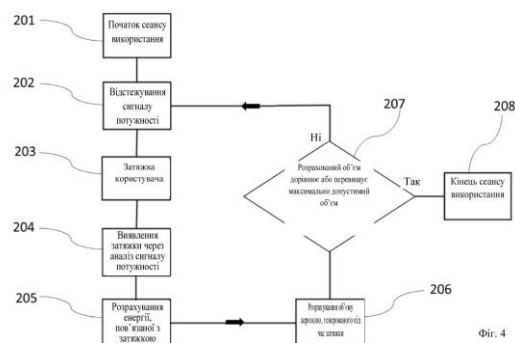 201
Початок сеансу
використання
202
Відстежування
сигналу
потужності
203
Затяжка
користувача
204
Виявлення
затяжки через
аналіз сигналу
потужності
205
Розрахування
енергії,
пов'язаної з
затяжкою
206
Розрахування об'єму
аерозолю, генерованого під
час затяжки
207
Розрахований об'єм
дорівнює або перевищує
максимально допустимий
об'єм
Ні
Так
208
Кінець сеансу
використання
Фіг. 4